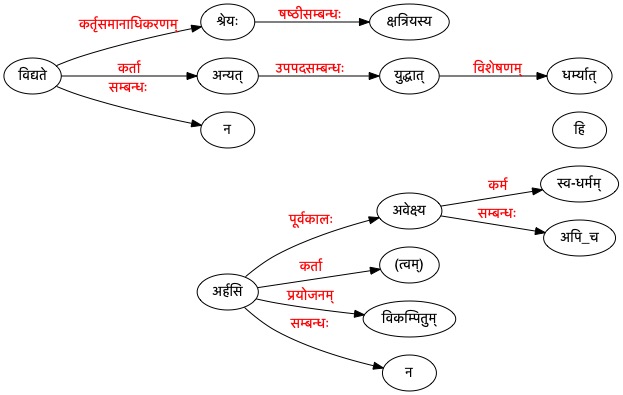 कर्तृसमानाधिकरणम् श्रेयः षष्ठीसम्बन्धः क्षत्रियस्य
विद्यते कर्ता अन्यत् उपपदसम्बन्धः युद्धात् विशेषणम् धर्म्यात्
सम्बन्धः न हि
पूर्वकालः अवेक्ष्य कर्म स्व-धर्मम्
सम्बन्धः अपि_च
अर्हसि कर्ता (त्वम्)
प्रयोजनम् विकम्पितुम्
सम्बन्धः न